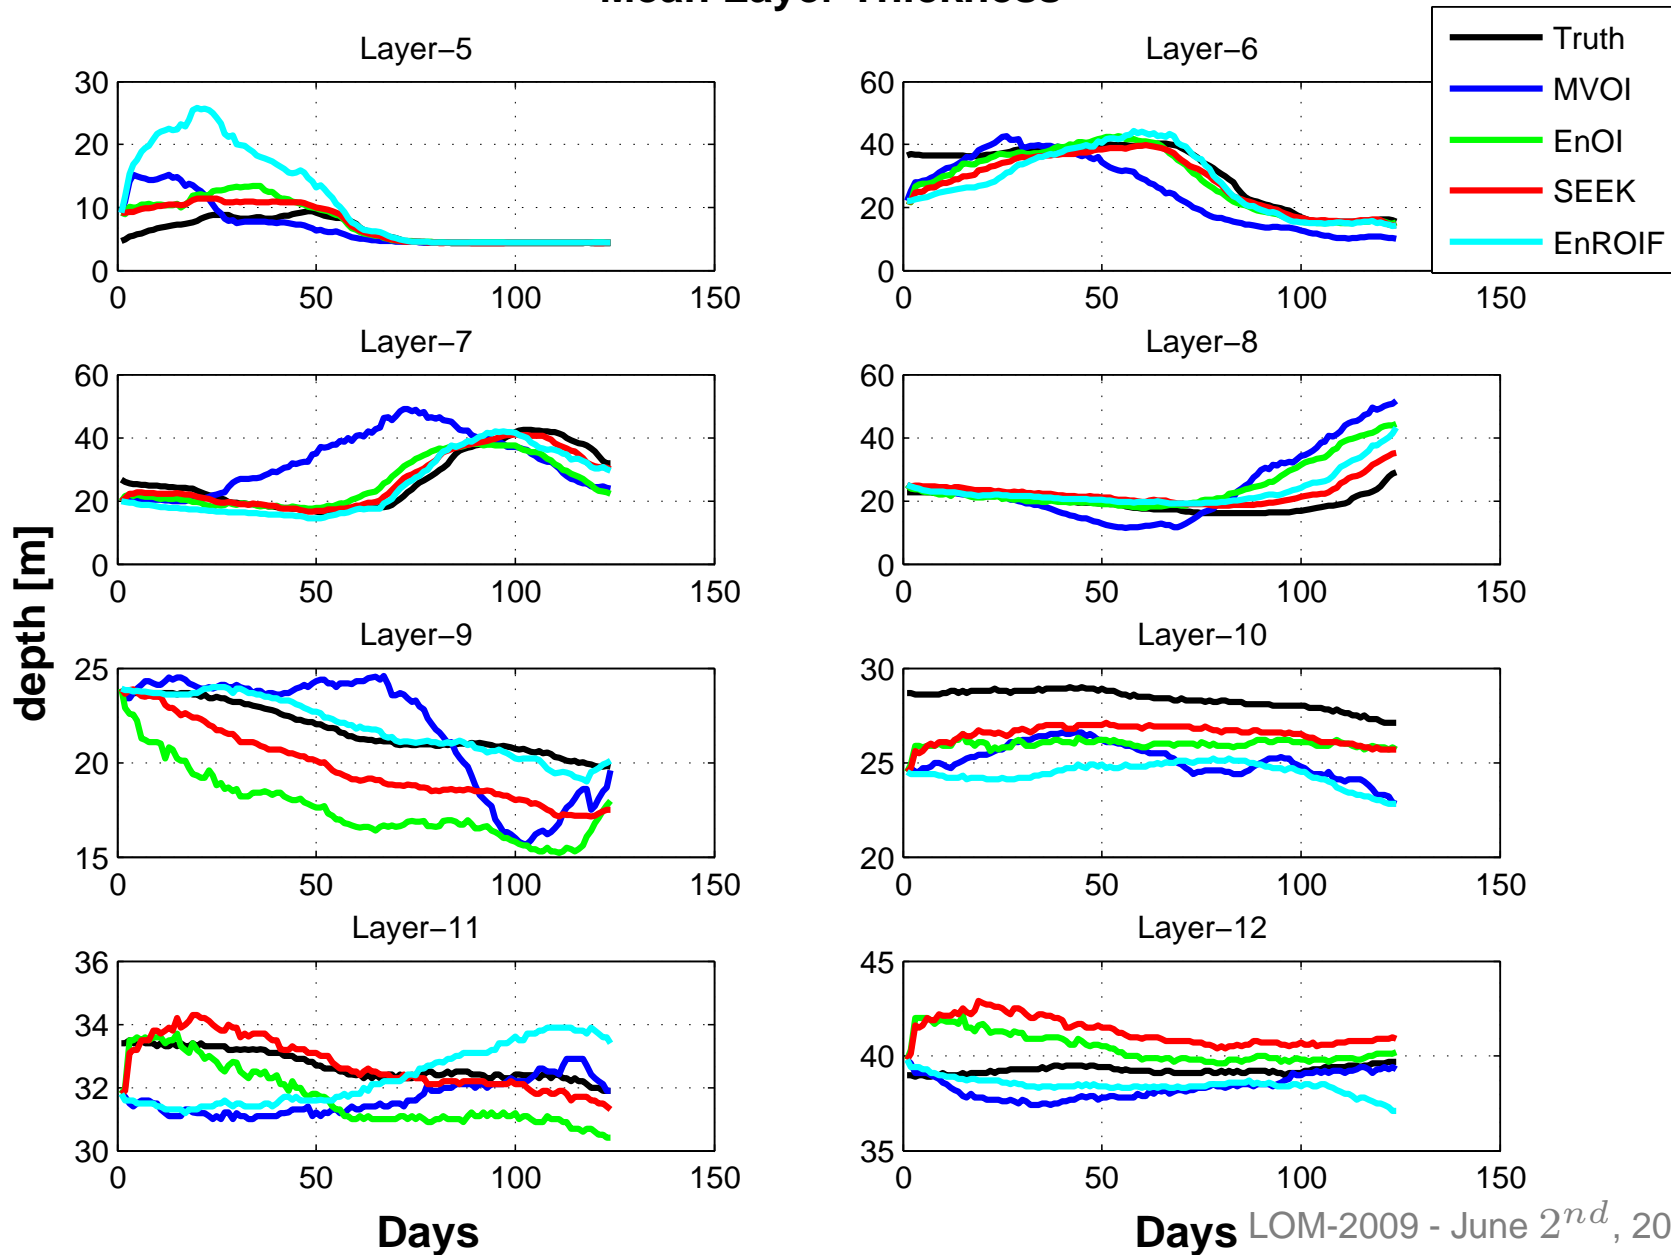 Mean Layer Thickness
Truth
MVOI
EnOI
SEEK
EnROIF
Layer−5
30
20
10
0
0 50 100 150
Layer−6
60
40
20
0
0 50 100 150
Layer−7
60
40
20
0
0 50 100 150
Layer−8
60
40
20
0
0 50 100 150
depth [m]
Layer−9
25
20
15
0 50 100 150
Layer−10
30
25
20
0 50 100 150
Layer−11
36
34
32
30
0 50 100 150
Layer−12
45
40
35
0 50 100 150
Days
Days
LOM-2009 - June 2nd, 20